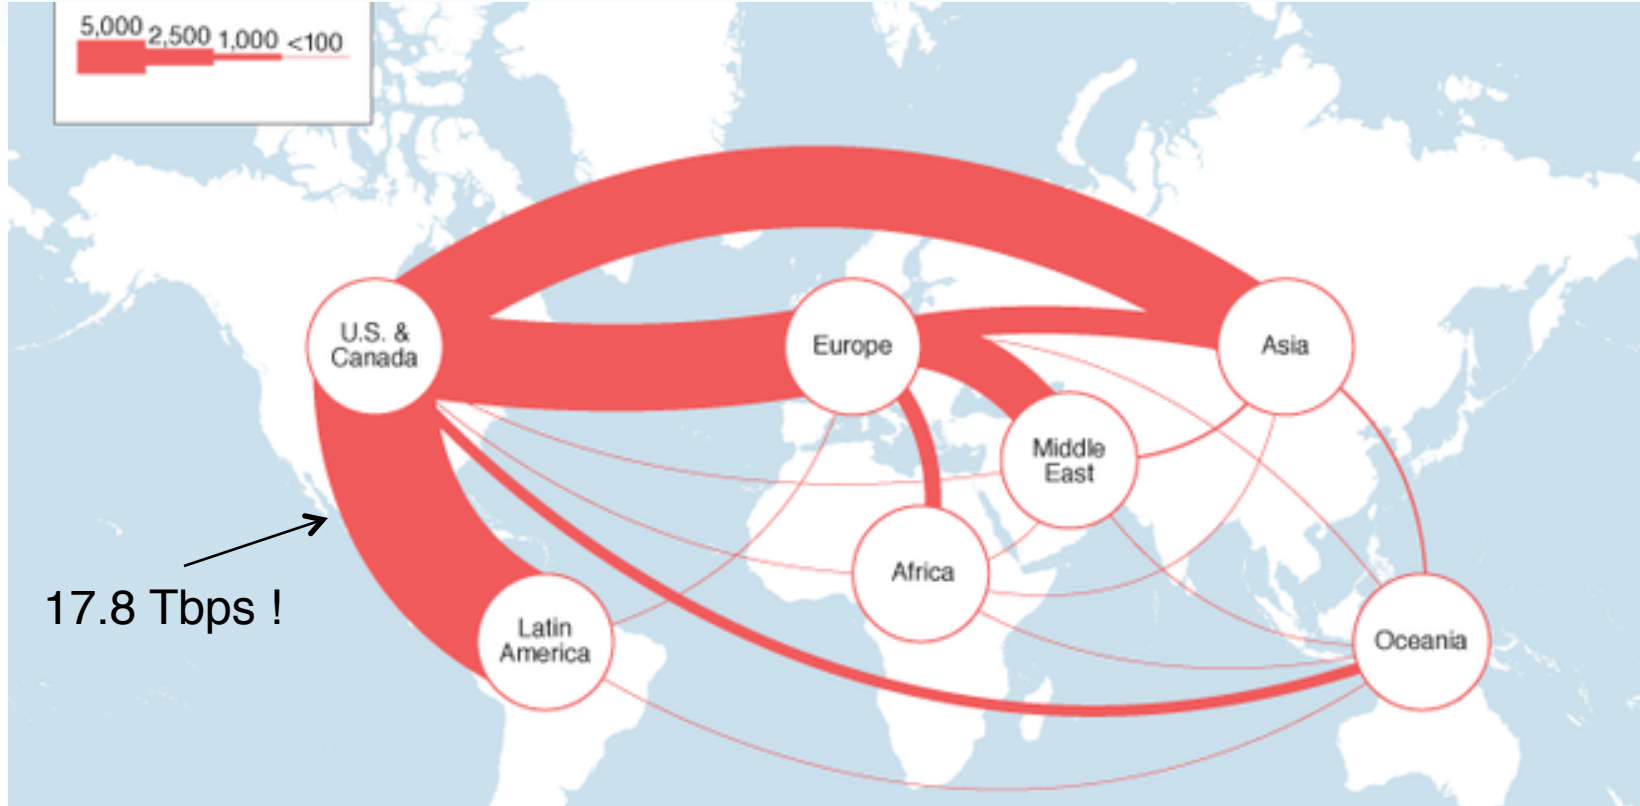 5,000 2,500 1,000 <100
U.S. &
Canada
Europe
Asia
Middle
East
17.8 Tbps !
Africa
Latin
America
Oceania